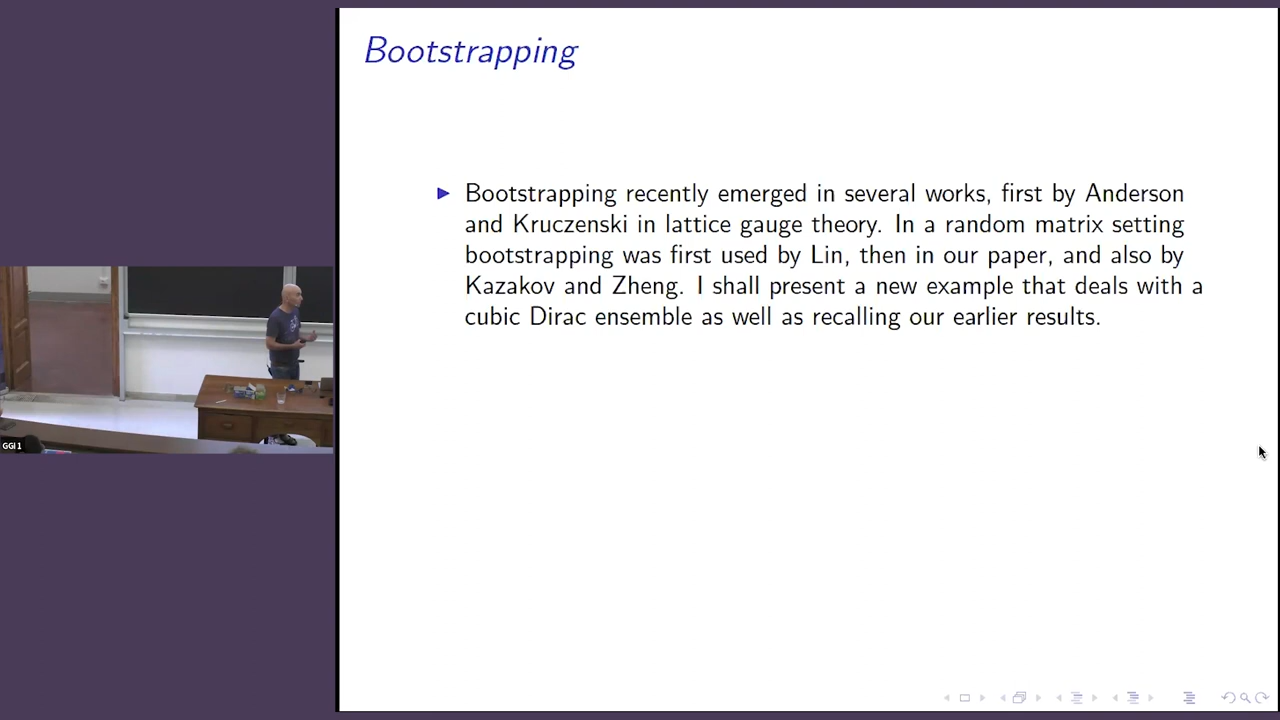 Bootstrapping
Bootstrapping recently emerged in several works, first by Anderson
and Kruczenski in lattice gauge theory. In a random matrix setting
bootstrapping was first used by Lin, then in our paper, and also by
Kazakov and Zheng. I shall present a new example that deals with a
cubic Dirac ensemble as well as recalling our earlier results.
GGI 1